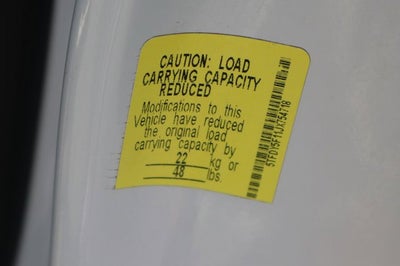 CAUTION: LOAD
CARRYING CAPACITY
REDUCED
Modifications to this
Vehicle have reduced
the original load
carrying capacity by
22 kg or
48 lbs.